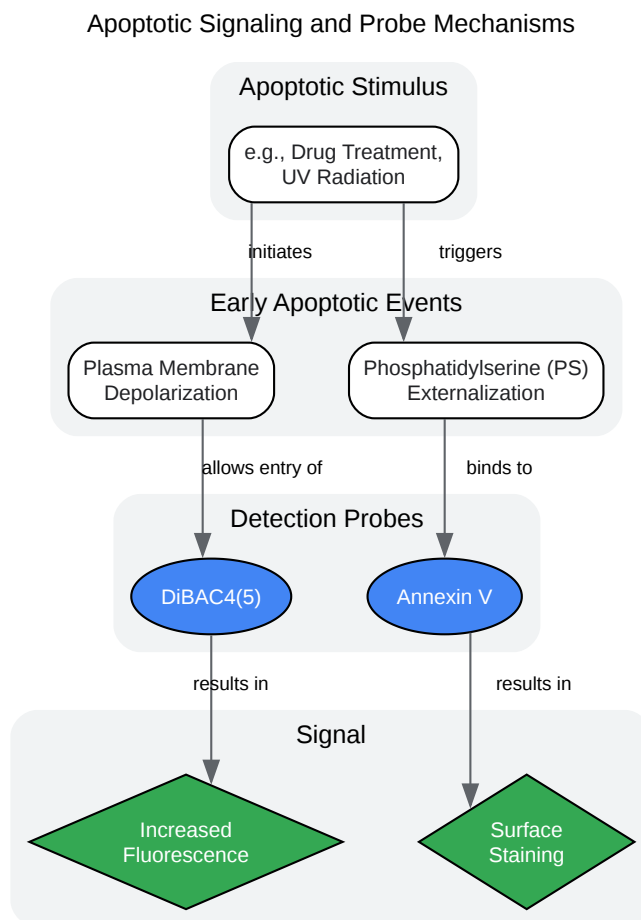 Apoptotic Signaling and Probe Mechanisms
Apoptotic Stimulus
e.g., Drug Treatment,
UV Radiation
initiates
triggers
Early Apoptotic Events
Plasma Membrane
Depolarization
Phosphatidylserine (PS)
Externalization
allows entry of
binds to
Detection Probes
DiBAC4(5)
Annexin V
results in
results in
Signal
Increased
Fluorescence
Surface
Staining